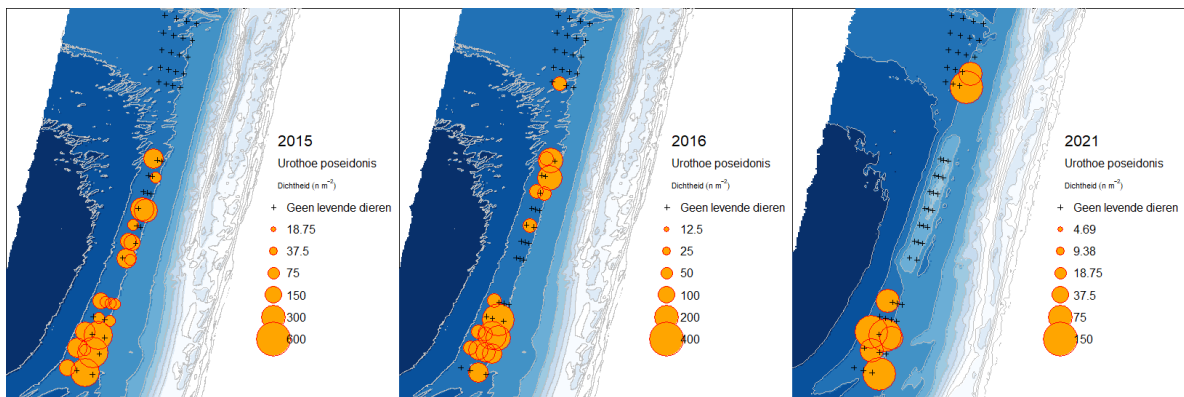 2015
Urothoe poseidonis
Dichtheid (n m⁻²)
Geen levende dieren
18.75
37.5
75
150
300
600
2016
Urothoe poseidonis
Dichtheid (n m⁻²)
Geen levende dieren
12.5
25
50
100
200
400
2021
Urothoe poseidonis
Dichtheid (n m⁻²)
Geen levende dieren
4.69
9.38
18.75
37.5
75
150